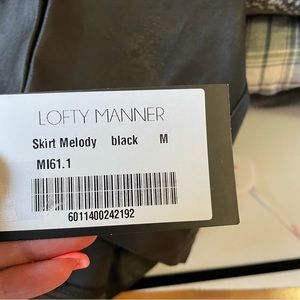 LOFTY MANNER
Skirt Melody black M
MI61.1
6011400242192